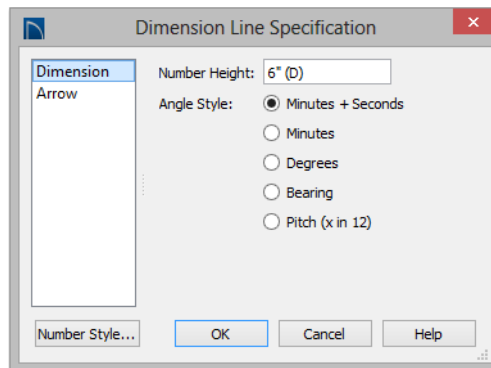 Dimension Line Specification
Dimension
Arrow
Number Height: 6" (D)
Angle Style: Minutes + Seconds
Minutes
Degrees
Bearing
Pitch (x in 12)
Number Style... OK Cancel Help